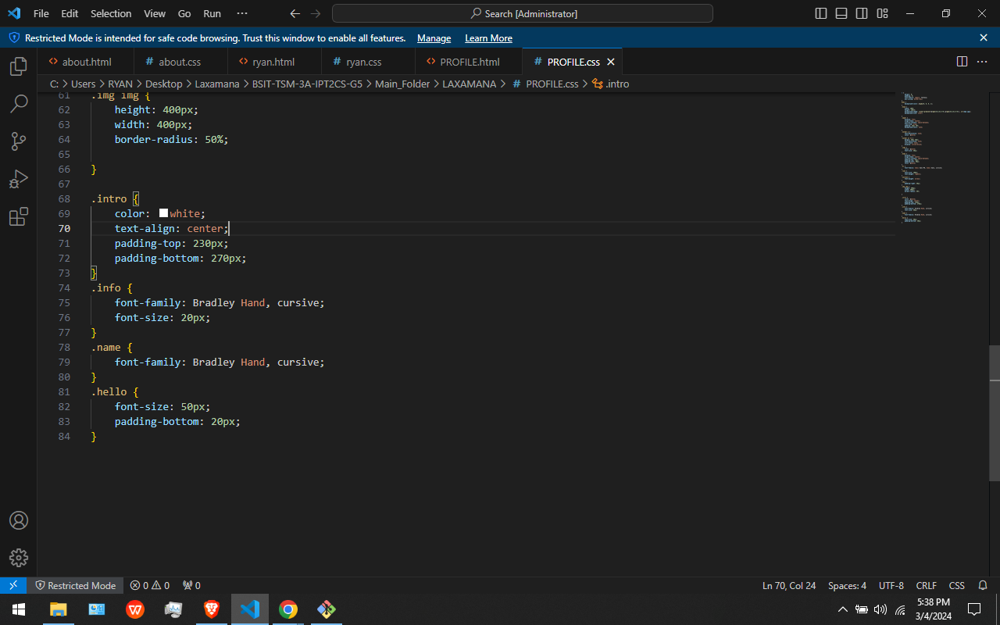 File Edit Selection View Go Run ··· Search [Administrator]
Restricted Mode is intended for safe code browsing. Trust this window to enable all features. Manage Learn More
about.html # about.css ryan.html # ryan.css PROFILE.html # PROFILE.css
C: > Users > RYAN > Desktop > Laxamana > BSIT-TSM-3A-IPT2CS-G5 > Main_Folder > LAXAMANA > # PROFILE.css > .intro
61 .img img {
62 height: 400px;
63 width: 400px;
64 border-radius: 50%;
65
66 }
67
68 .intro {
69 color: white;
70 text-align: center;
71 padding-top: 230px;
72 padding-bottom: 270px;
73 }
74 .info {
75 font-family: Bradley Hand, cursive;
76 font-size: 20px;
77 }
78 .name {
79 font-family: Bradley Hand, cursive;
80 }
81 .hello {
82 font-size: 50px;
83 padding-bottom: 20px;
84 }
Restricted Mode 0 0 0 Ln 70, Col 24 Spaces: 4 UTF-8 CRLF CSS
5:38 PM
3/4/2024